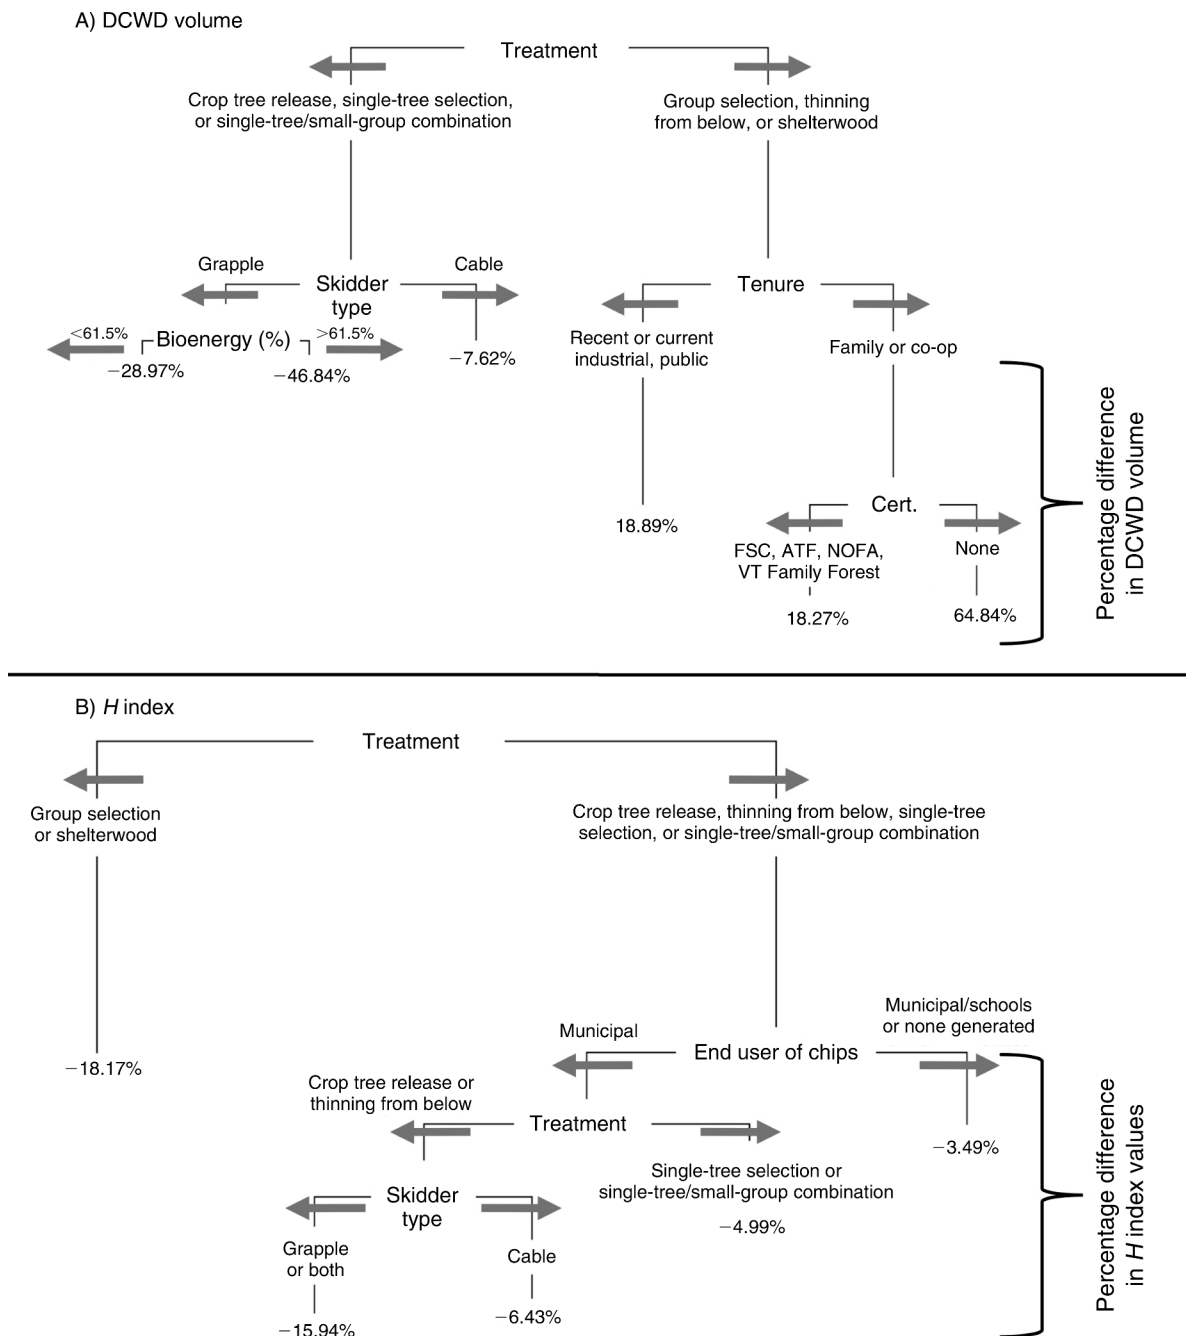 A) DCWD volume
Treatment
Crop tree release, single-tree selection,
or single-tree/small-group combination
Group selection, thinning
from below, or shelterwood
Grapple
Skidder
type
Cable
<61.5%
Bioenergy (%)
>61.5%
−28.97%
−46.84%
−7.62%
Tenure
Recent or current
industrial, public
Family or co-op
18.89%
Cert.
FSC, ATF, NOFA,
VT Family Forest
None
18.27%
64.84%
Percentage difference
in DCWD volume
B) H index
Treatment
Group selection
or shelterwood
Crop tree release, thinning from below, single-tree
selection, or single-tree/small-group combination
−18.17%
Municipal
End user of chips
Municipal/schools
or none generated
−3.49%
Crop tree release or
thinning from below
Treatment
Single-tree selection or
single-tree/small-group combination
−4.99%
Skidder
type
Grapple
or both
Cable
−15.94%
−6.43%
Percentage difference
in H index values